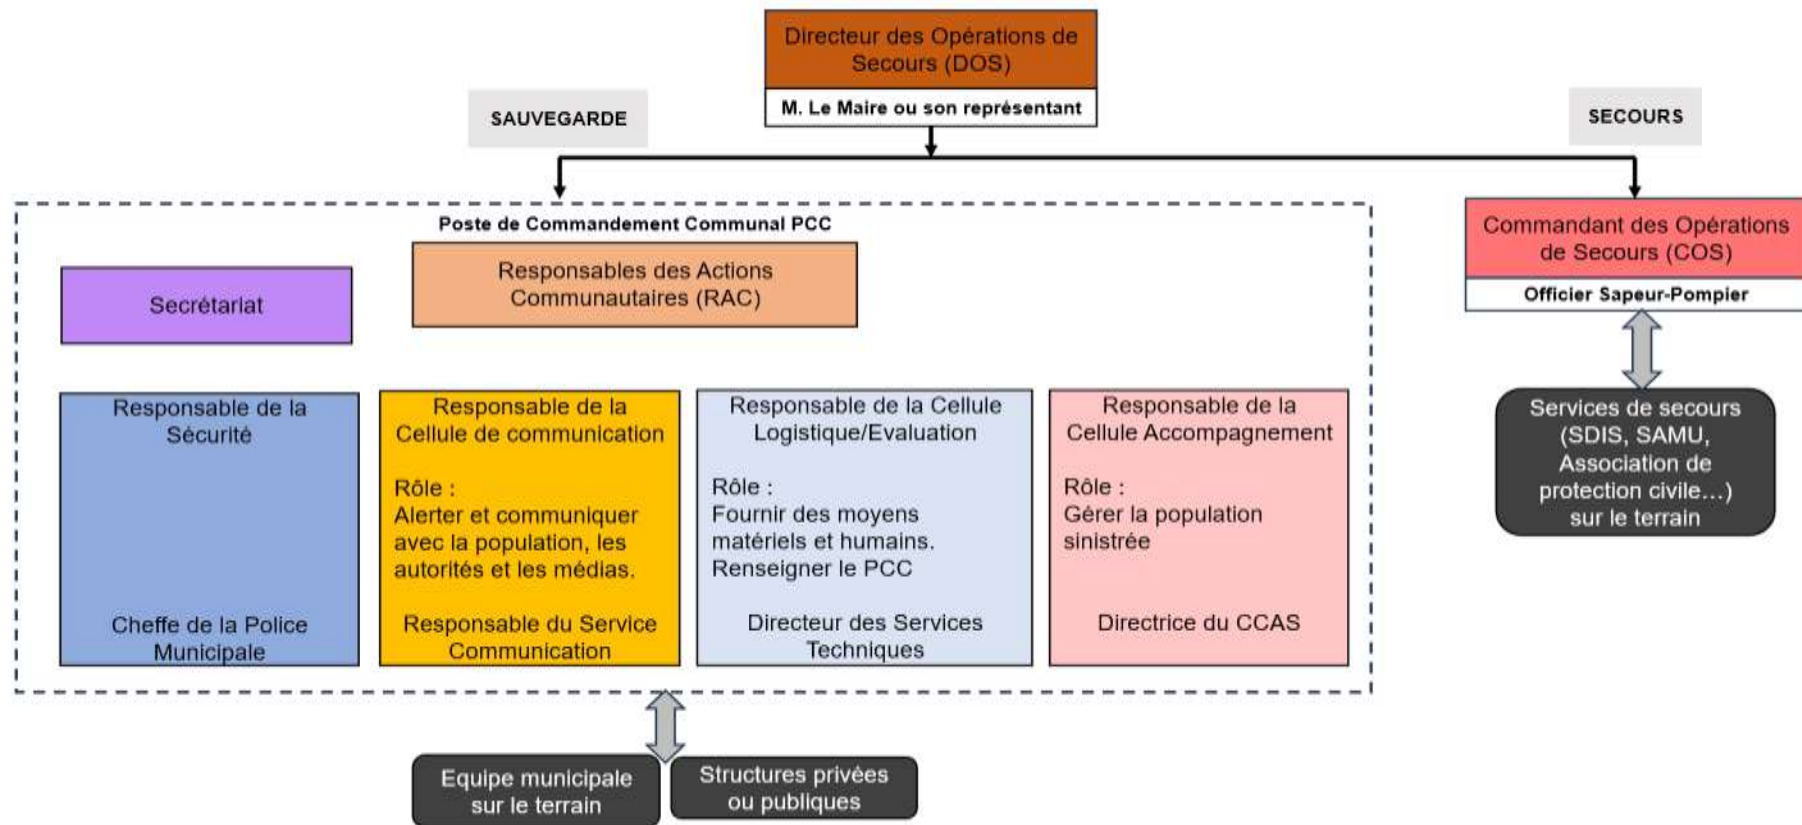 Directeur des Opérations de
Secours (DOS)
M. Le Maire ou son représentant
SAUVEGARDE
SECOURS
Poste de Commandement Communal PCC
Responsables des Actions
Communautaires (RAC)
Secrétariat
Commandant des Opérations
de Secours (COS)
Officier Sapeur-Pompier
Responsable de la
Sécurité
Cheffe de la Police
Municipale
Responsable de la
Cellule de communication
Rôle :
Alerter et communiquer
avec la population, les
autorités et les médias.
Responsable du Service
Communication
Responsable de la Cellule
Logistique/Evaluation
Rôle :
Fournir des moyens
matériels et humains.
Renseigner le PCC
Directeur des Services
Techniques
Responsable de la
Cellule Accompagnement
Rôle :
Gérer la population
sinistrée
Directrice du CCAS
Services de secours
(SDIS, SAMU,
Association de
protection civile…)
sur le terrain
Equipe municipale
sur le terrain
Structures privées
ou publiques